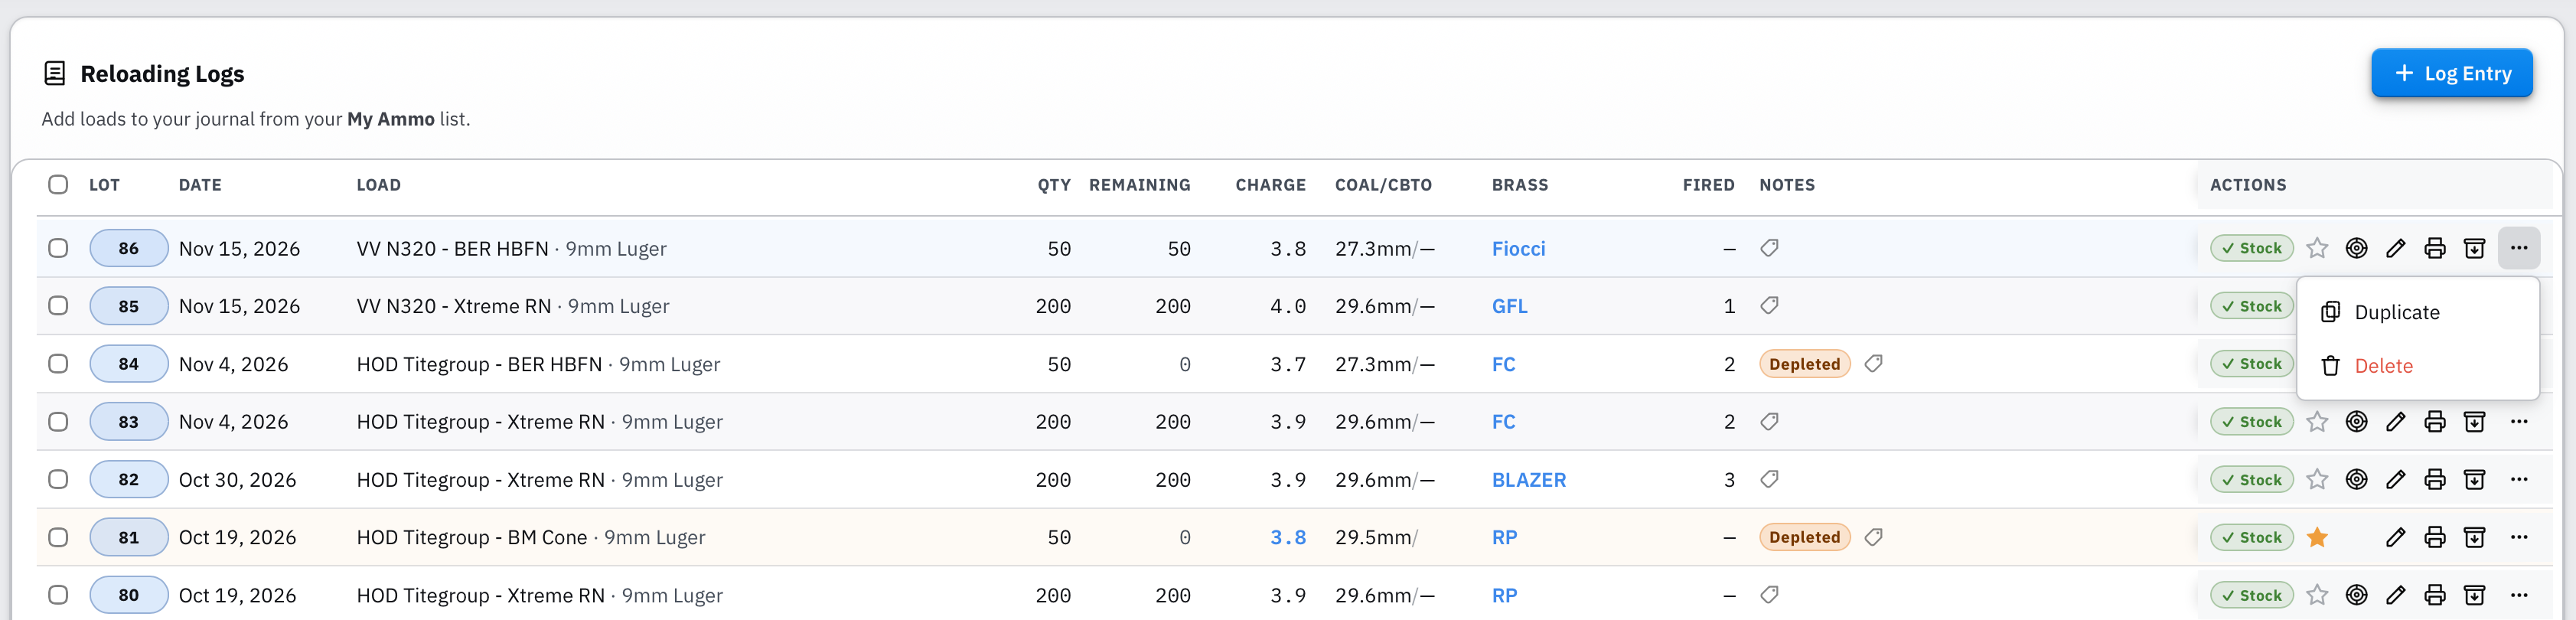 Reloading Logs
+ Log Entry
Add loads to your journal from your My Ammo list.
LOT DATE LOAD QTY REMAINING CHARGE COAL/CBTO BRASS FIRED NOTES ACTIONS
86 Nov 15, 2026 VV N320 - BER HBFN · 9mm Luger 50 50 3.8 27.3mm/— Fiocci – ✓ Stock ···
85 Nov 15, 2026 VV N320 - Xtreme RN · 9mm Luger 200 200 4.0 29.6mm/— GFL 1 ✓ Stock
Duplicate
84 Nov 4, 2026 HOD Titegroup - BER HBFN · 9mm Luger 50 0 3.7 27.3mm/— FC 2 Depleted ✓ Stock
Delete
83 Nov 4, 2026 HOD Titegroup - Xtreme RN · 9mm Luger 200 200 3.9 29.6mm/— FC 2 ✓ Stock ···
82 Oct 30, 2026 HOD Titegroup - Xtreme RN · 9mm Luger 200 200 3.9 29.6mm/— BLAZER 3 ✓ Stock ···
81 Oct 19, 2026 HOD Titegroup - BM Cone · 9mm Luger 50 0 3.8 29.5mm/ RP – Depleted ✓ Stock ···
80 Oct 19, 2026 HOD Titegroup - Xtreme RN · 9mm Luger 200 200 3.9 29.6mm/— RP – ✓ Stock ···